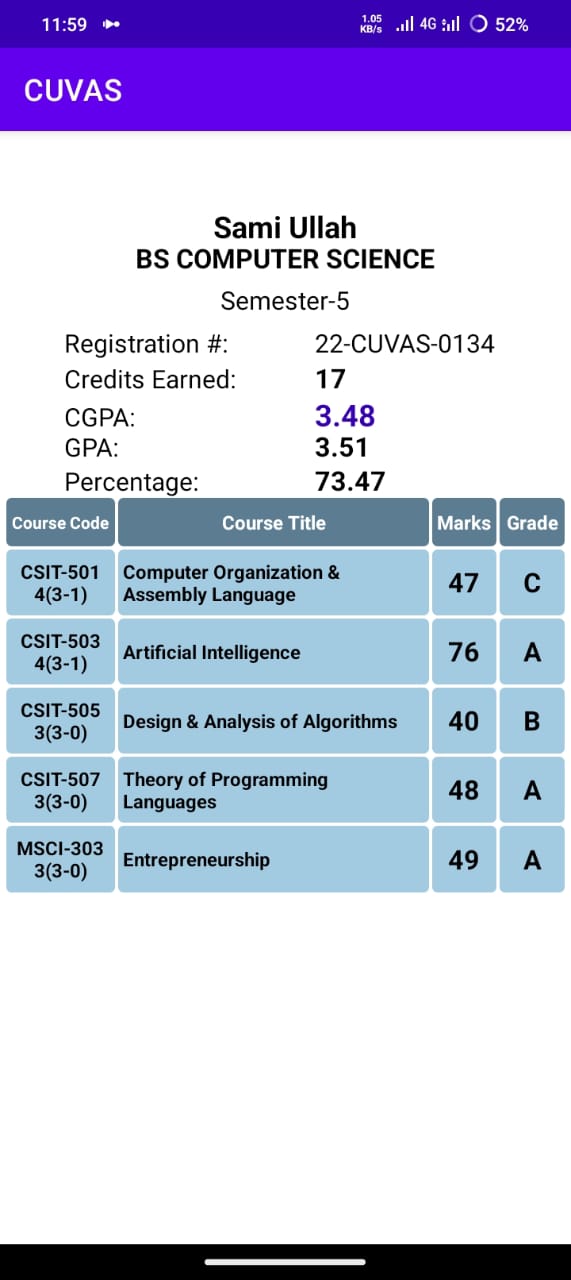 11:59 1.05 KB/s 4G 52%
CUVAS
Sami Ullah
BS COMPUTER SCIENCE
Semester-5
Registration #: 22-CUVAS-0134
Credits Earned: 17
CGPA: 3.48
GPA: 3.51
Percentage: 73.47
Course Code Course Title Marks Grade
CSIT-501 4(3-1) Computer Organization & Assembly Language 47 C
CSIT-503 4(3-1) Artificial Intelligence 76 A
CSIT-505 3(3-0) Design & Analysis of Algorithms 40 B
CSIT-507 3(3-0) Theory of Programming Languages 48 A
MSCI-303 3(3-0) Entrepreneurship 49 A